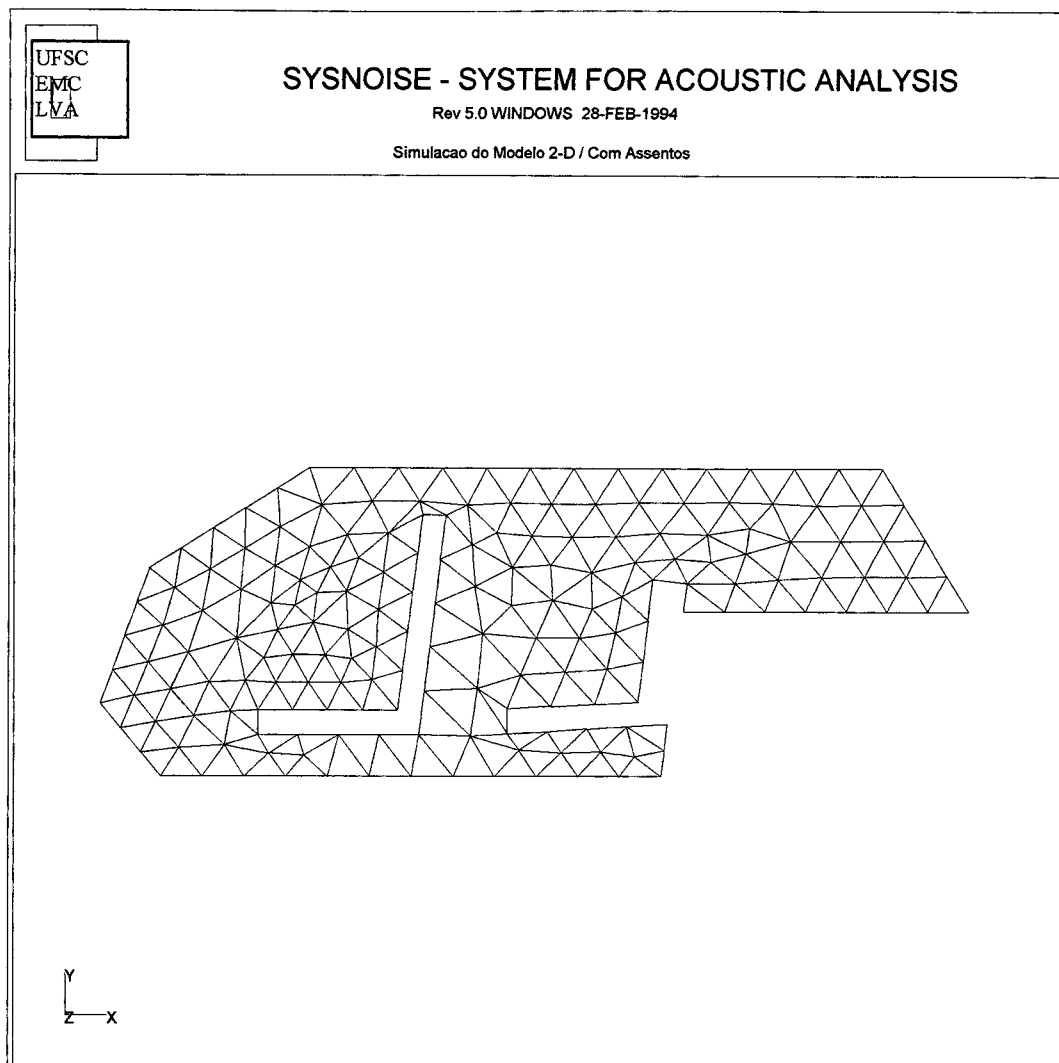 UFSC
EMC
LVA
SYSNOISE - SYSTEM FOR ACOUSTIC ANALYSIS
Rev 5.0 WINDOWS 28-FEB-1994
Simulacao do Modelo 2-D / Com Assentos
Y
Z X